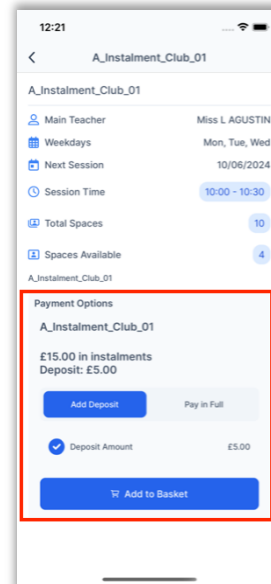 12:21
A_Instalment_Club_01
A_Instalment_Club_01
Main Teacher Miss L AGUSTIN
Weekdays Mon, Tue, Wed
Next Session 10/06/2024
Session Time 10:00 - 10:30
Total Spaces 10
Spaces Available 4
A_Instalment_Club_01
Payment Options
A_Instalment_Club_01
£15.00 in instalments
Deposit: £5.00
Add Deposit Pay in Full
Deposit Amount £5.00
Add to Basket